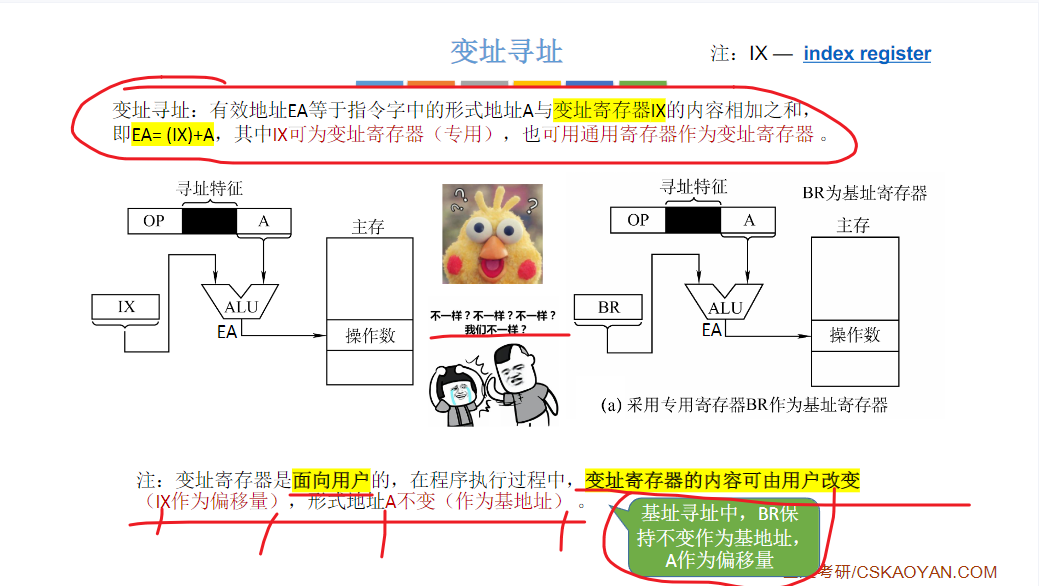 变址寻址
注：IX — index register
变址寻址：有效地址EA等于指令字中的形式地址A与变址寄存器IX的内容相加之和，
即EA= (IX)+A，其中IX可为变址寄存器（专用），也可用通用寄存器作为变址寄存器 。
寻址特征
OP
A
主存
IX
ALU
EA
操作数
? ? ?
不一样？不一样？不一样？
我们不一样？
寻址特征
BR为基址寄存器
OP
A
主存
BR
ALU
EA
操作数
(a) 采用专用寄存器BR作为基址寄存器
注：变址寄存器是面向用户的，在程序执行过程中，变址寄存器的内容可由用户改变
（IX作为偏移量），形式地址A不变（作为基地址） 。
基址寻址中，BR保
持不变作为基地址，
A作为偏移量
考研/CSKAOYAN.COM